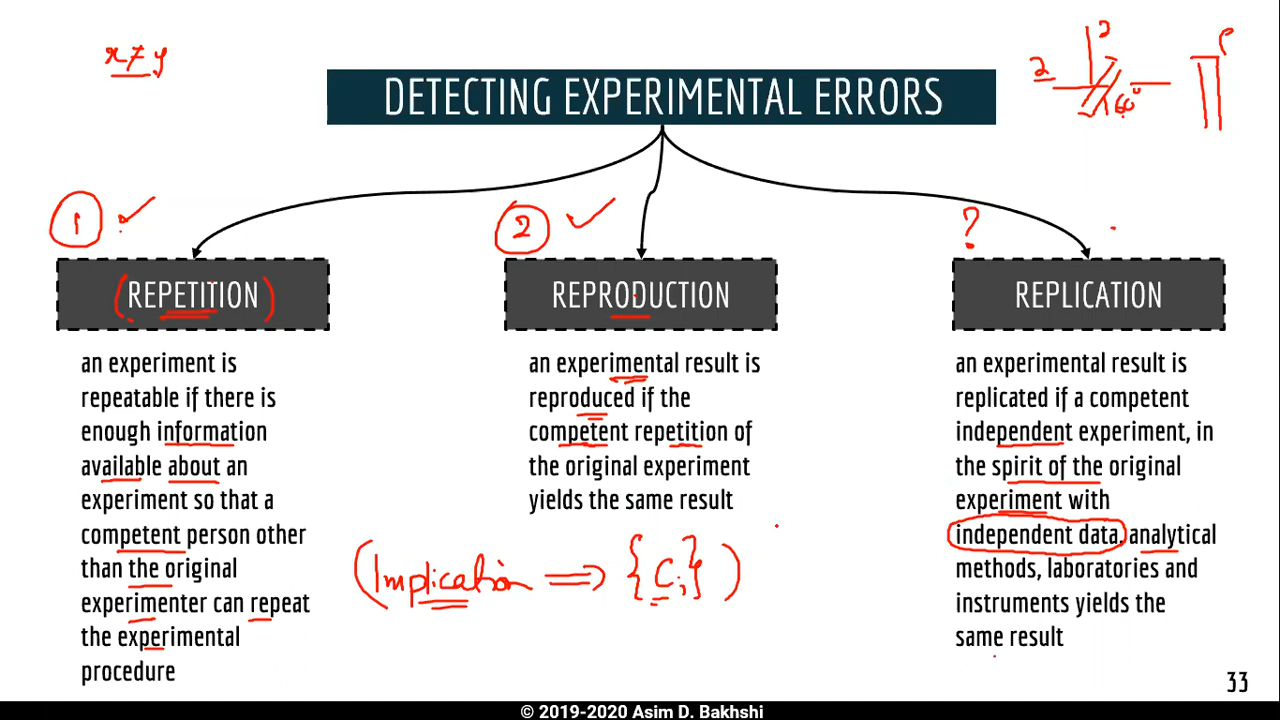 x ≠ y
2
2
60°
P
DETECTING EXPERIMENTAL ERRORS
1
2
?
REPETITION
an experiment is
repeatable if there is
enough information
available about an
experiment so that a
competent person other
than the original
experimenter can repeat
the experimental
procedure
REPRODUCTION
an experimental result is
reproduced if the
competent repetition of
the original experiment
yields the same result
(Implication ⇒ {Ci})
REPLICATION
an experimental result is
replicated if a competent
independent experiment, in
the spirit of the original
experiment with
independent data, analytical
methods, laboratories and
instruments yields the
same result
33
© 2019-2020 Asim D. Bakhshi